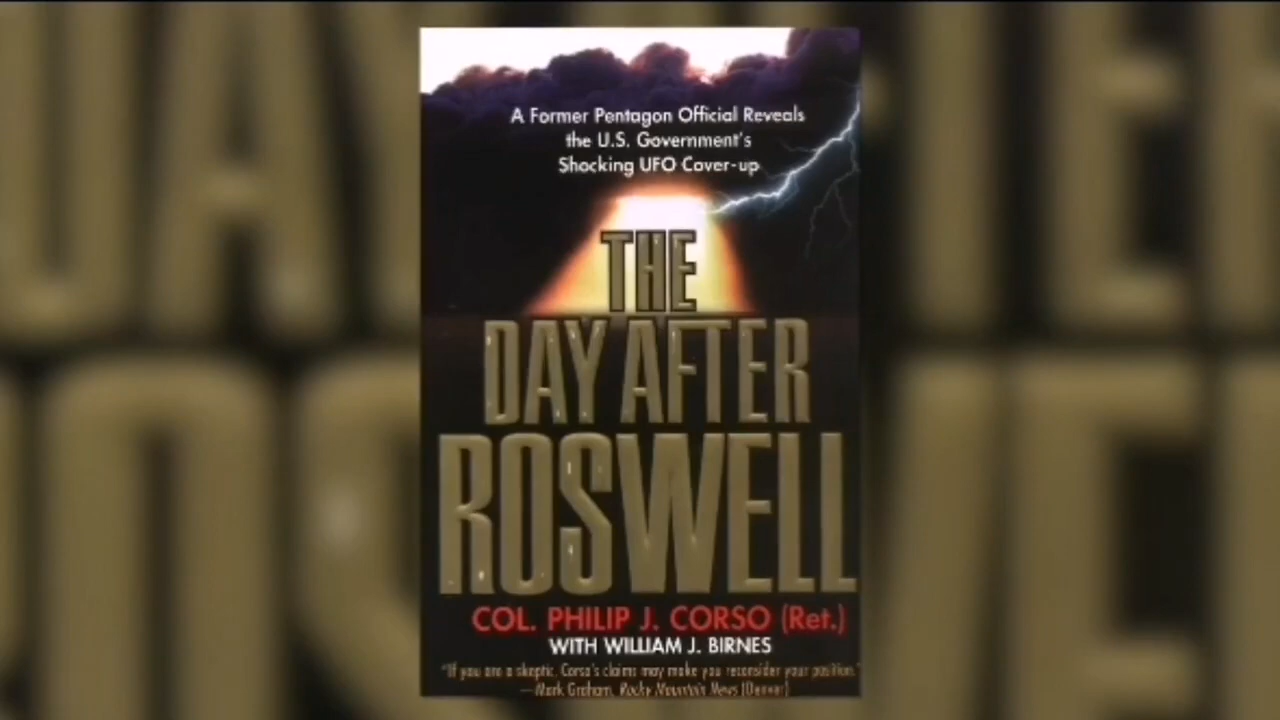 A Former Pentagon Official Reveals
the U.S. Government's
Shocking UFO Cover-up
THE
DAY AFTER
ROSWELL
COL. PHILIP J. CORSO (Ret.)
WITH WILLIAM J. BIRNES
"If you are a skeptic, Corso's claims may make you reconsider your position."
—Mark Graham, Rocky Mountain News (Denver)